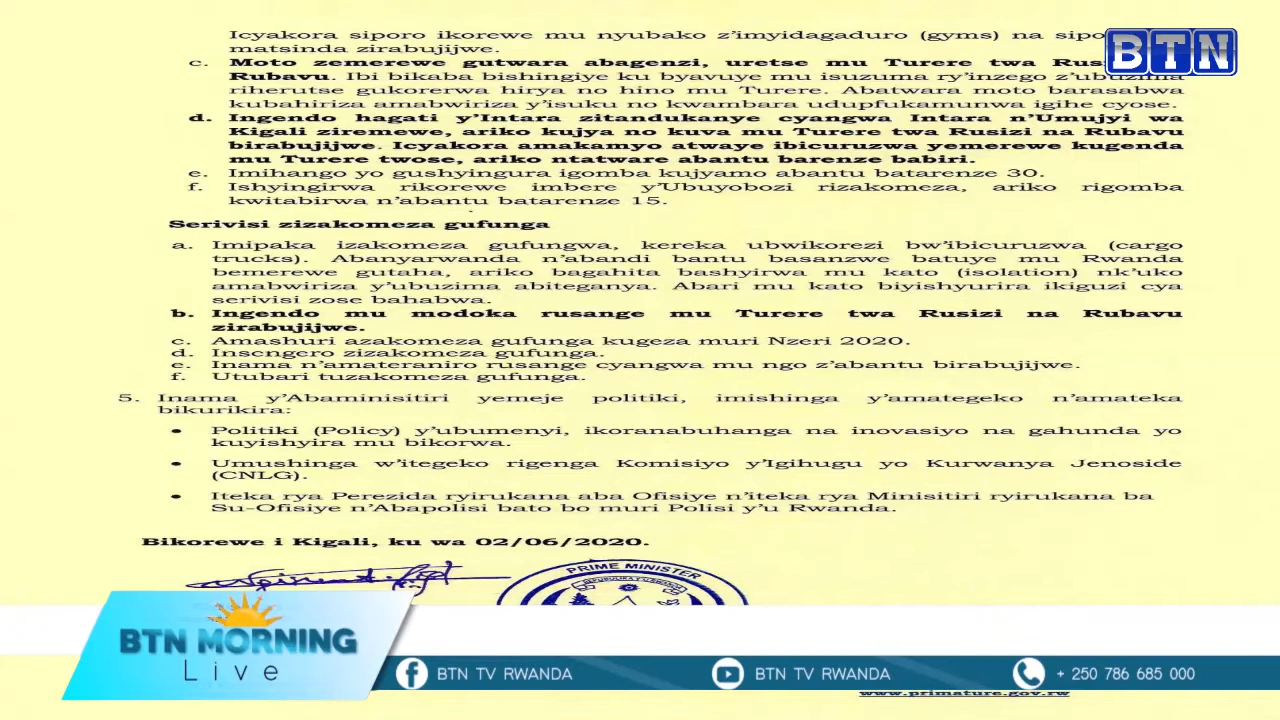 Icyakora siporo ikorewe mu nyubako z'imyidagaduro (gyms) na
matsinda zirabujijwe.
c. Moto zemerewe gutwara abagenzi, uretse mu Turere twa
Rubavu. Ibi bikaba bishingiye ku byavuye mu isuzuma ry'inzego z'ubuzima
riherutse gukorerwa hirya no hino mu Turere. Abatwara moto barasabwa
kubahiriza amabwiriza y'isuku no kwambara udupfukamunwa igihe cyose.
d. Ingendo hagati y'Intara zitandukanye cyangwa Intara n'Umujyi wa
Kigali ziremewe, ariko kujya no kuva mu Turere twa Rusizi na Rubavu
birabujijwe. Icyakora amakamyo atwaye ibicuruzwa yemerewe kugenda
mu Turere twose, ariko ntatware abantu barenze babiri.
e. Imihango yo gushyingura igomba kujyamo abantu batarenze 30.
f. Ishyingirwa rikorewe imbere y'Ubuyobozi rizakomeza, ariko rigomba
kwitabirwa n'abantu batarenze 15.
Serivisi zizakomeza gufunga
a. Imipaka izakomeza gufungwa, kereka ubwikorezi bw'ibicuruzwa (cargo
trucks). Abanyarwanda n'abandi bantu basanzwe batuye mu Rwanda
bemerewe gutaha, ariko bagahita bashyirwa mu kato (isolation) nk'uko
amabwiriza y'ubuzima abiteganya. Abari mu kato biyishyurira ikiguzi cya
serivisi zose bahabwa.
b. Ingendo mu modoka rusange mu Turere twa Rusizi na Rubavu
zirabujijwe.
c. Amashuri azakomeza gufunga kugeza muri Nzeri 2020.
d. Insengero zizakomeza gufunga.
e. Inama n'amateraniro rusange cyangwa mu ngo z'abantu birabujijwe.
f. Utubari tuzakomeza gufunga.
5. Inama y'Abaminisitiri yemeje politiki, imishinga y'amategeko n'amateka
bikurikira:
• Politiki (Policy) y'ubumenyi, ikoranabuhanga na inovasiyo na gahunda yo
kuyishyira mu bikorwa.
• Umushinga w'itegeko rigenga Komisiyo y'Igihugu yo Kurwanya Jenoside
(CNLG).
• Iteka rya Perezida ryirukana aba Ofisiye n'iteka rya Minisitiri ryirukana ba
Su-Ofisiye n'Abapolisi bato bo muri Polisi y'u Rwanda.
Bikorewe i Kigali, ku wa 02/06/2020.
PRIME MINISTER
BTN
BTN MORNING
Live
BTN TV RWANDA
BTN TV RWANDA
+ 250 786 685 000
www.primature.gov.rw